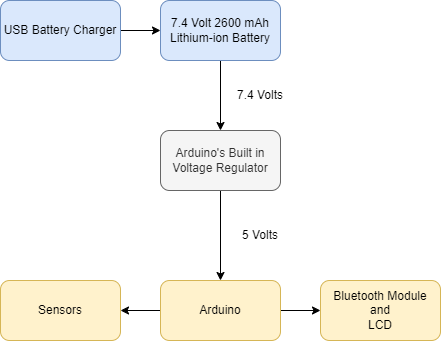 USB Battery Charger
7.4 Volt 2600 mAh
Lithium-ion Battery
7.4 Volts
Arduino's Built in
Voltage Regulator
5 Volts
Sensors
Arduino
Bluetooth Module
and
LCD